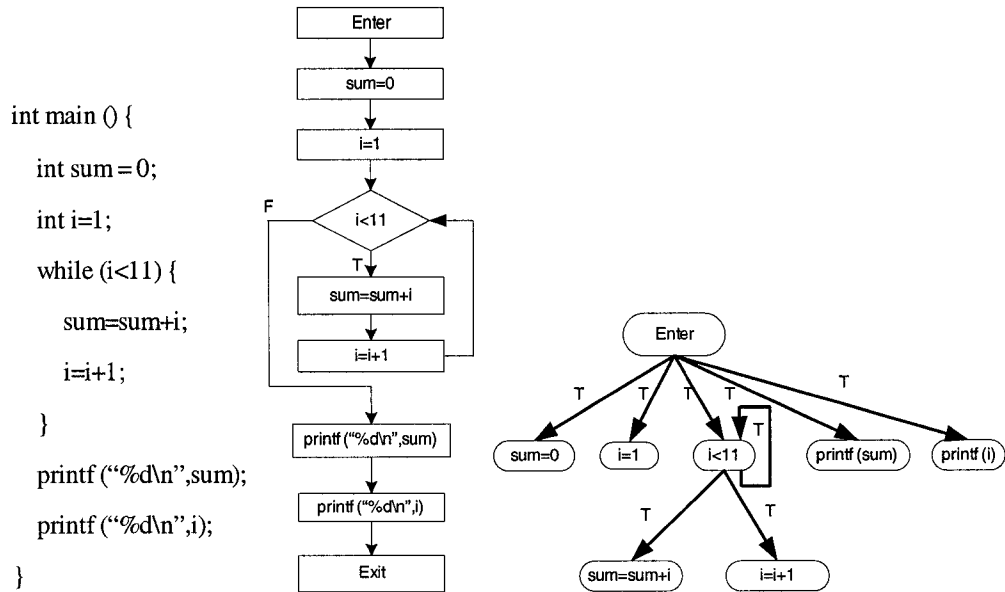 int main () {
int sum = 0;
int i=1;
while (i<11) {
sum=sum+i;
i=i+1;
}
printf (“%d\n”,sum);
printf (“%d\n”,i);
}
Enter
sum=0
i=1
F
i<11
T
sum=sum+i
i=i+1
printf (“%d\n”,sum)
printf (“%d\n”,i)
Exit
Enter
T T T T T
T
sum=0 i=1 i<11 printf (sum) printf (i)
T T
sum=sum+i i=i+1